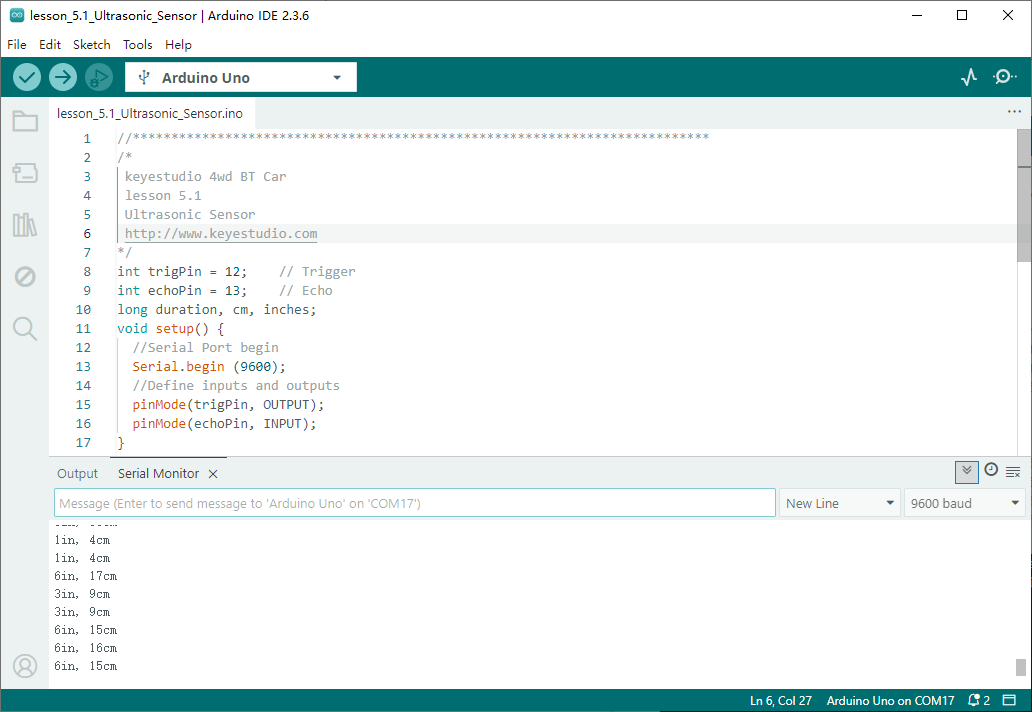 lesson_5.1_Ultrasonic_Sensor | Arduino IDE 2.3.6
File Edit Sketch Tools Help
Arduino Uno
lesson_5.1_Ultrasonic_Sensor.ino
1 //***************************************************************************
2 /*
3 keyestudio 4wd BT Car
4 lesson 5.1
5 Ultrasonic Sensor
6 http://www.keyestudio.com
7 */
8 int trigPin = 12;    // Trigger
9 int echoPin = 13;    // Echo
10 long duration, cm, inches;
11 void setup() {
12 //Serial Port begin
13 Serial.begin (9600);
14 //Define inputs and outputs
15 pinMode(trigPin, OUTPUT);
16 pinMode(echoPin, INPUT);
17 }
Output Serial Monitor
Message (Enter to send message to 'Arduino Uno' on 'COM17') New Line 9600 baud
1in, 4cm
1in, 4cm
6in, 17cm
3in, 9cm
3in, 9cm
6in, 15cm
6in, 16cm
6in, 15cm
Ln 6, Col 27 Arduino Uno on COM17 2